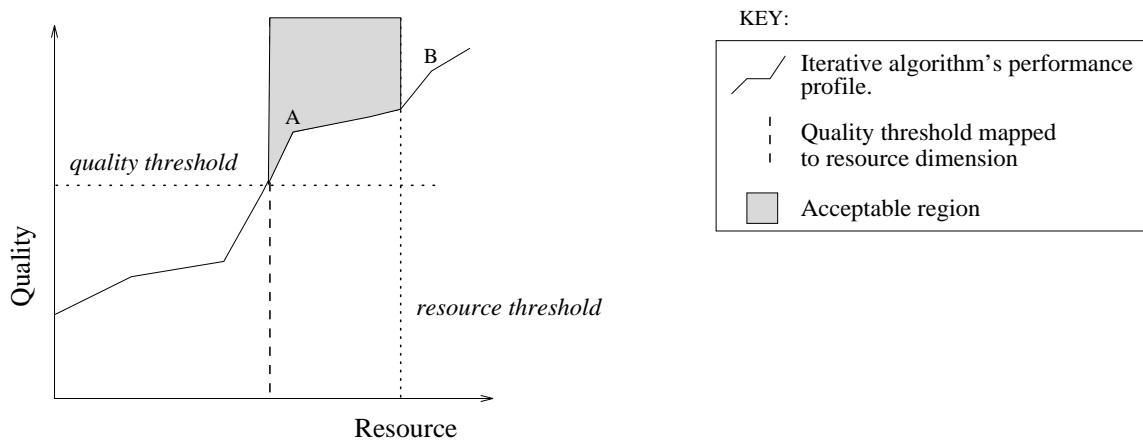 KEY:
B
Iterative algorithm's performance
profile.
A
Quality threshold mapped
to resource dimension
quality threshold
Acceptable region
Quality
resource threshold
Resource